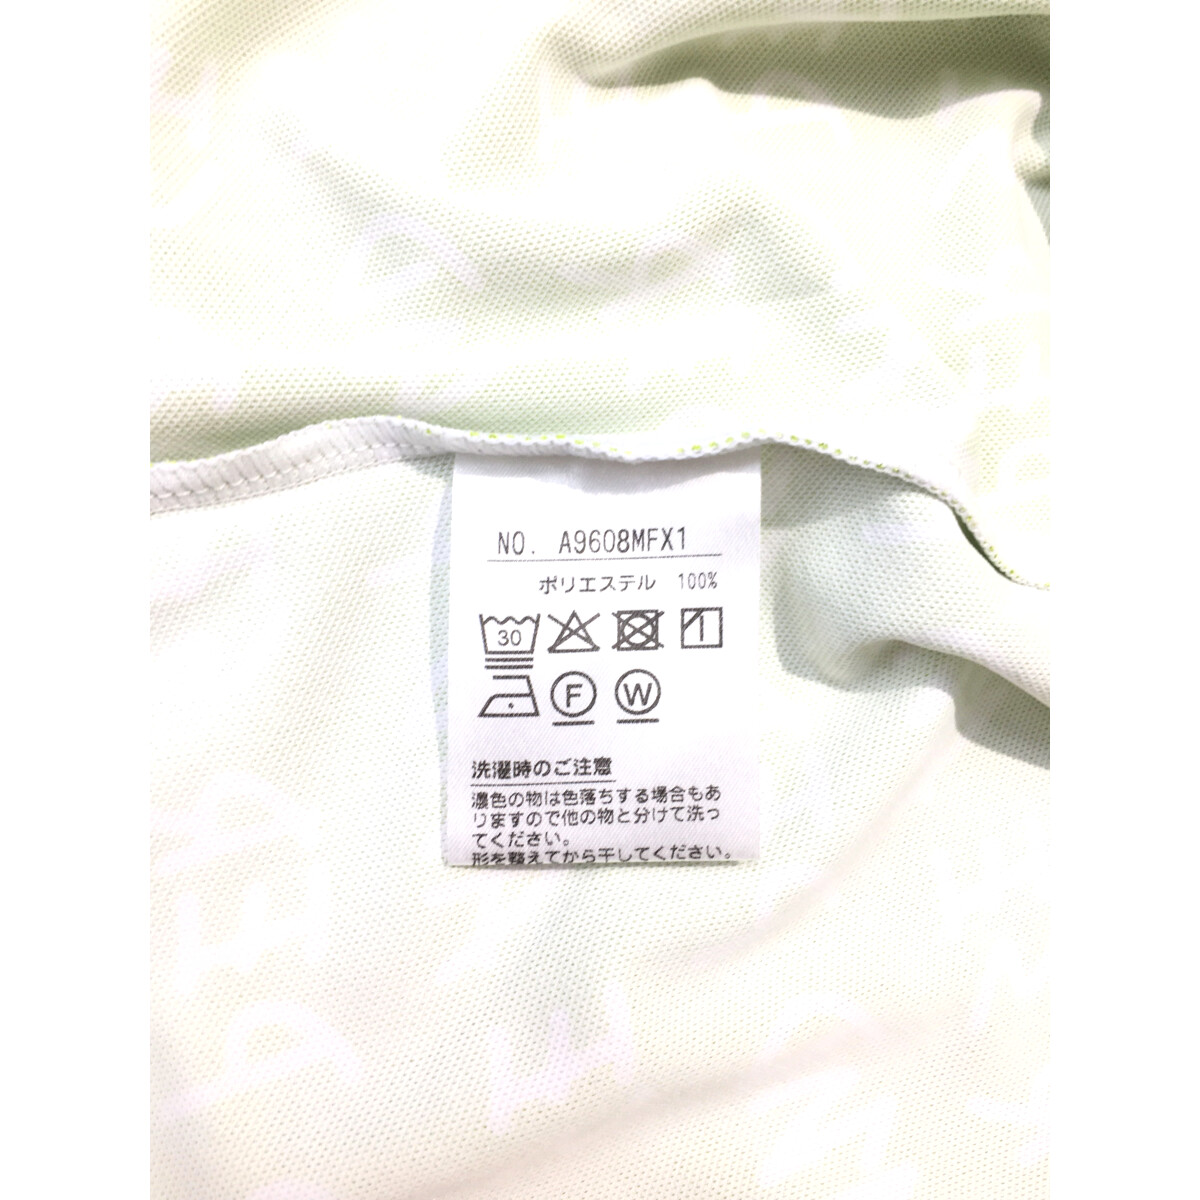 NO. A9608MFX1
ポリエステル 100%
30
F W
洗濯時のご注意
濃色の物は色落ちする場合もあ
りますので他の物と分けて洗っ
てください。
形を整えてから干してください。